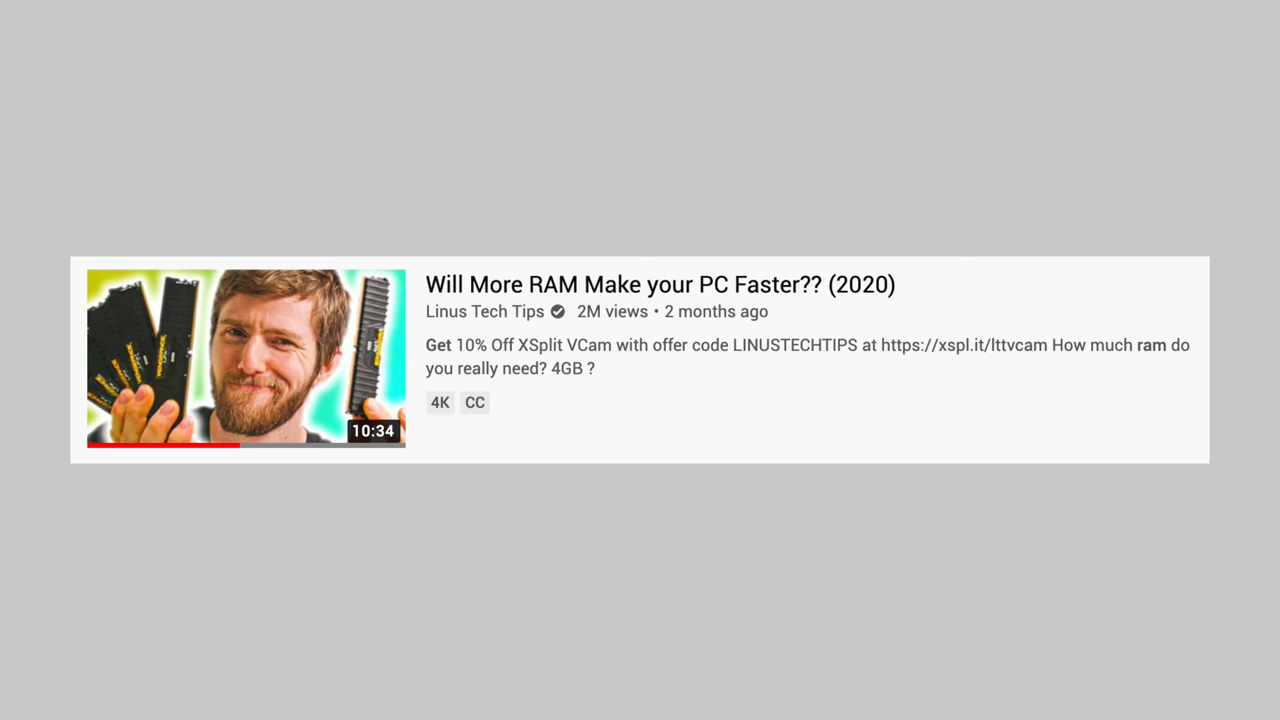 Will More RAM Make your PC Faster?? (2020)
Linus Tech Tips 2M views • 2 months ago
Get 10% Off XSplit VCam with offer code LINUSTECHTIPS at https://xspl.it/lttvcam How much ram do
you really need? 4GB ?
4K CC
10:34